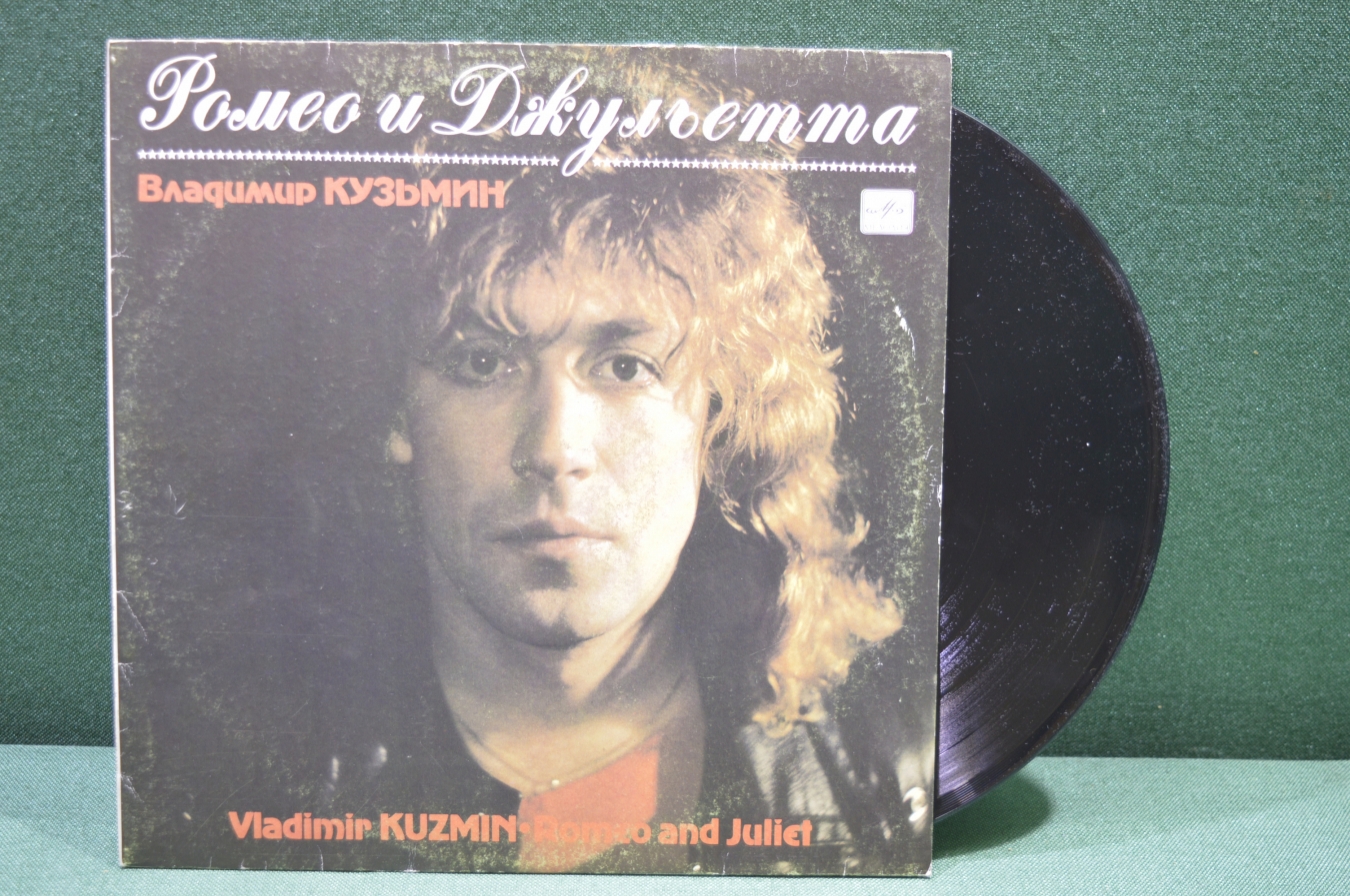 Ромео и Джульетта
Владимир КУЗЬМИН
Vladimir KUZMIN•Romeo and Juliet